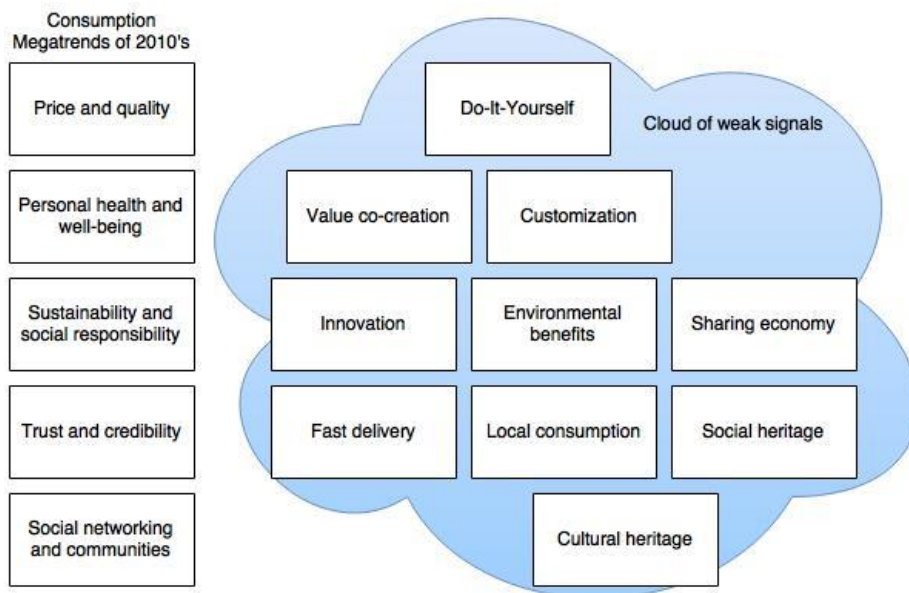 Consumption
Megatrends of 2010's
Price and quality
Personal health and
well-being
Sustainability and
social responsibility
Trust and credibility
Social networking
and communities
Do-It-Yourself
Cloud of weak signals
Value co-creation
Customization
Innovation
Environmental
benefits
Sharing economy
Fast delivery
Local consumption
Social heritage
Cultural heritage